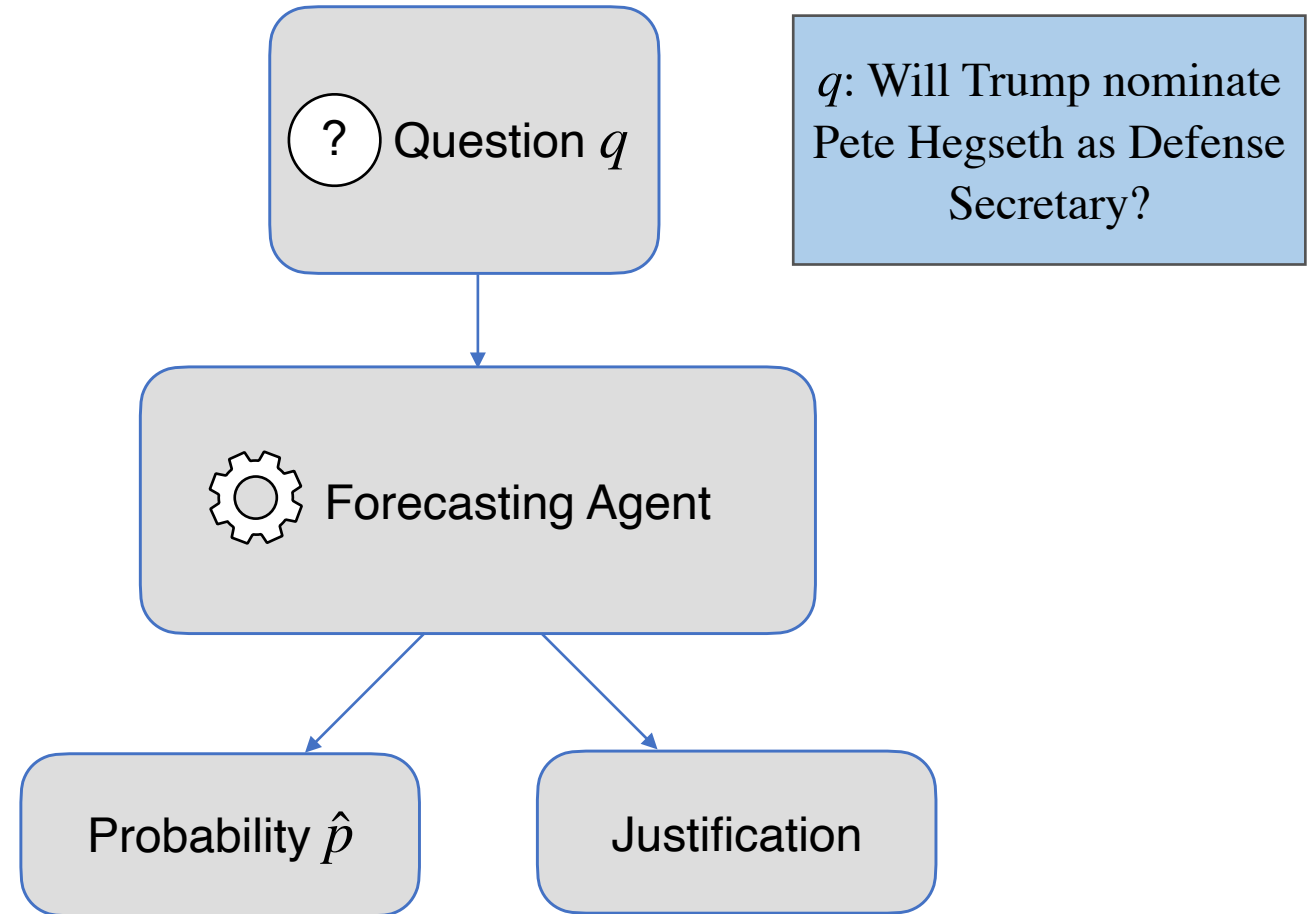 ? Question q
q: Will Trump nominate
Pete Hegseth as Defense
Secretary?
Forecasting Agent
Probability p̂
Justification